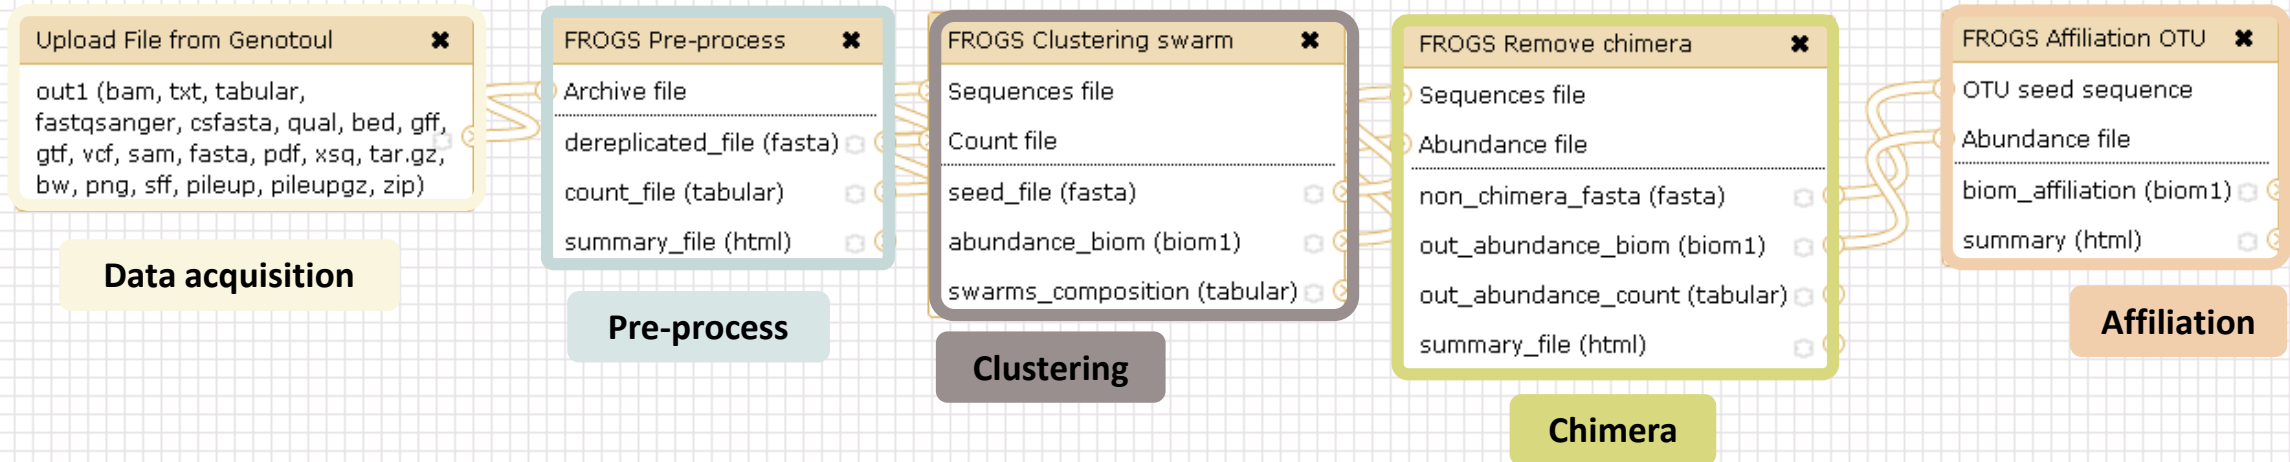 Upload File from Genotoul
out1 (bam, txt, tabular,
fastqsanger, csfasta, qual, bed, gff,
gtf, vcf, sam, fasta, pdf, xsq, tar.gz,
bw, png, sff, pileup, pileupgz, zip)
Data acquisition
FROGS Pre-process
Archive file
dereplicated_file (fasta)
count_file (tabular)
summary_file (html)
Pre-process
FROGS Clustering swarm
Sequences file
Count file
seed_file (fasta)
abundance_biom (biom1)
swarms_composition (tabular)
Clustering
FROGS Remove chimera
Sequences file
Abundance file
non_chimera_fasta (fasta)
out_abundance_biom (biom1)
out_abundance_count (tabular)
summary_file (html)
Chimera
FROGS Affiliation OTU
OTU seed sequence
Abundance file
biom_affiliation (biom1)
summary (html)
Affiliation